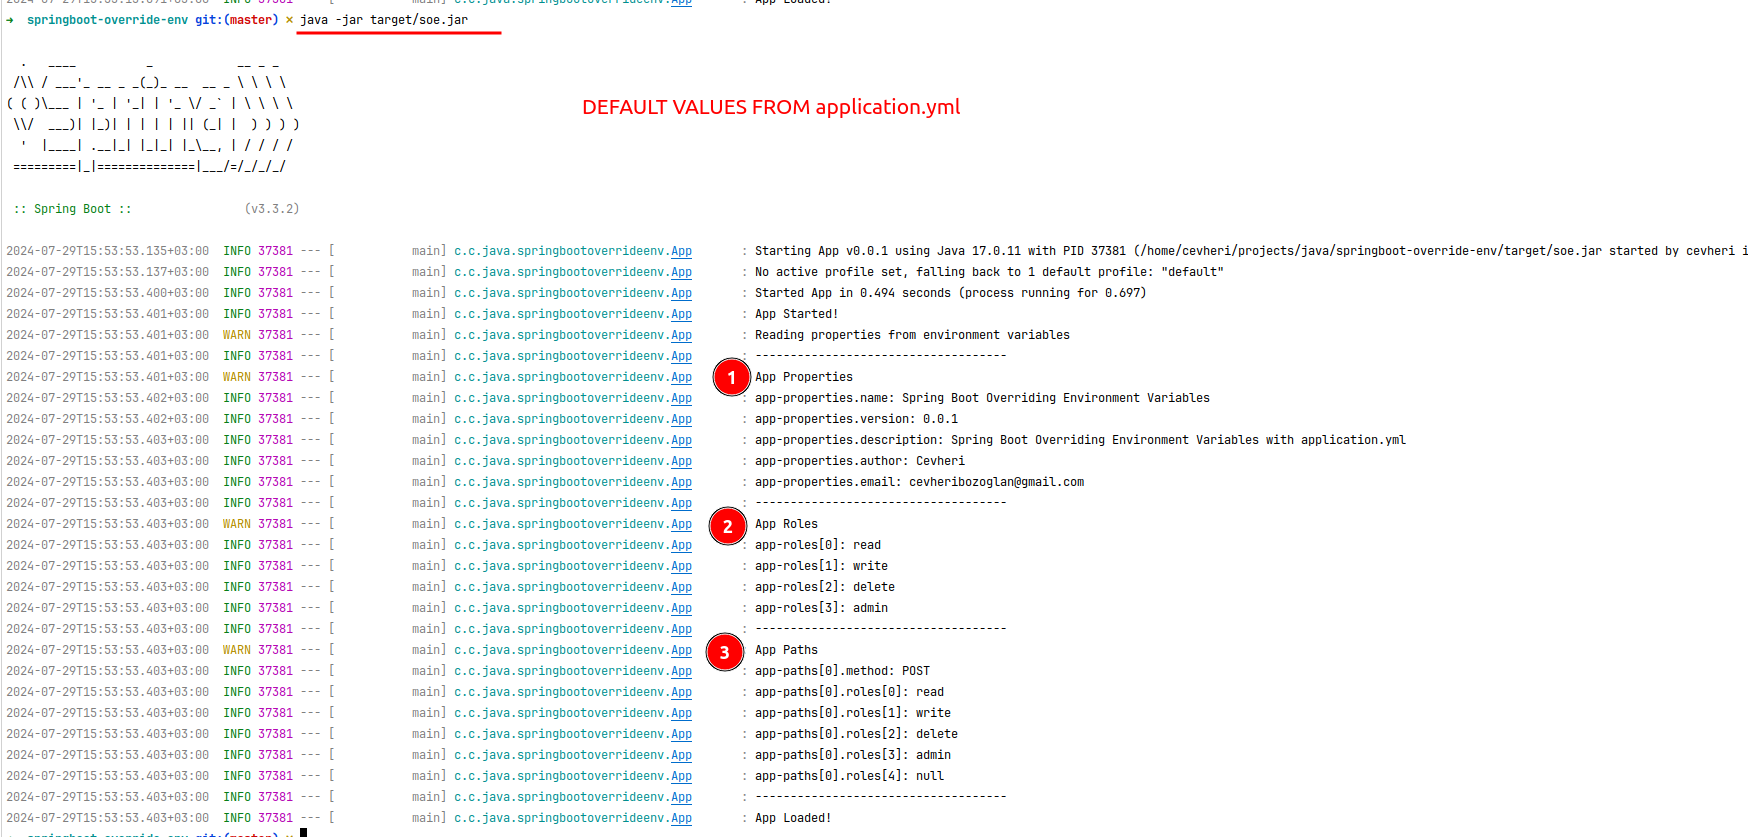 INFO 37381 --- [ main] c.c.java.springbootoverrideenv.App : App Loaded!
→ springboot-override-env git:(master) × java -jar target/soe.jar
  .   ____          _            __ _ _
 /\\ / ___'_ __ _ _(_)_ __  __ _ \ \ \ \
( ( )\___ | '_ | '_| | '_ \/ _` | \ \ \ \
 \\/  ___)| |_)| | | | | || (_| |  ) ) ) )
  '  |____| .__|_| |_|_| |_\__, | / / / /
 =========|_|==============|___/=/_/_/_/
DEFAULT VALUES FROM application.yml
:: Spring Boot :: (v3.3.2)
2024-07-29T15:53:53.135+03:00 INFO 37381 --- [ main] c.c.java.springbootoverrideenv.App : Starting App v0.0.1 using Java 17.0.11 with PID 37381 (/home/cevheri/projects/java/springboot-override-env/target/soe.jar started by cevheri i
2024-07-29T15:53:53.137+03:00 INFO 37381 --- [ main] c.c.java.springbootoverrideenv.App : No active profile set, falling back to 1 default profile: "default"
2024-07-29T15:53:53.400+03:00 INFO 37381 --- [ main] c.c.java.springbootoverrideenv.App : Started App in 0.494 seconds (process running for 0.697)
2024-07-29T15:53:53.401+03:00 INFO 37381 --- [ main] c.c.java.springbootoverrideenv.App : App Started!
2024-07-29T15:53:53.401+03:00 WARN 37381 --- [ main] c.c.java.springbootoverrideenv.App : Reading properties from environment variables
2024-07-29T15:53:53.401+03:00 INFO 37381 --- [ main] c.c.java.springbootoverrideenv.App : ------------------------------------
2024-07-29T15:53:53.401+03:00 WARN 37381 --- [ main] c.c.java.springbootoverrideenv.App 1 App Properties
2024-07-29T15:53:53.402+03:00 INFO 37381 --- [ main] c.c.java.springbootoverrideenv.App : app-properties.name: Spring Boot Overriding Environment Variables
2024-07-29T15:53:53.402+03:00 INFO 37381 --- [ main] c.c.java.springbootoverrideenv.App : app-properties.version: 0.0.1
2024-07-29T15:53:53.403+03:00 INFO 37381 --- [ main] c.c.java.springbootoverrideenv.App : app-properties.description: Spring Boot Overriding Environment Variables with application.yml
2024-07-29T15:53:53.403+03:00 INFO 37381 --- [ main] c.c.java.springbootoverrideenv.App : app-properties.author: Cevheri
2024-07-29T15:53:53.403+03:00 INFO 37381 --- [ main] c.c.java.springbootoverrideenv.App : app-properties.email: cevheribozoglan@gmail.com
2024-07-29T15:53:53.403+03:00 INFO 37381 --- [ main] c.c.java.springbootoverrideenv.App : ------------------------------------
2024-07-29T15:53:53.403+03:00 WARN 37381 --- [ main] c.c.java.springbootoverrideenv.App 2 App Roles
2024-07-29T15:53:53.403+03:00 INFO 37381 --- [ main] c.c.java.springbootoverrideenv.App : app-roles[0]: read
2024-07-29T15:53:53.403+03:00 INFO 37381 --- [ main] c.c.java.springbootoverrideenv.App : app-roles[1]: write
2024-07-29T15:53:53.403+03:00 INFO 37381 --- [ main] c.c.java.springbootoverrideenv.App : app-roles[2]: delete
2024-07-29T15:53:53.403+03:00 INFO 37381 --- [ main] c.c.java.springbootoverrideenv.App : app-roles[3]: admin
2024-07-29T15:53:53.403+03:00 INFO 37381 --- [ main] c.c.java.springbootoverrideenv.App : ------------------------------------
2024-07-29T15:53:53.403+03:00 WARN 37381 --- [ main] c.c.java.springbootoverrideenv.App 3 App Paths
2024-07-29T15:53:53.403+03:00 INFO 37381 --- [ main] c.c.java.springbootoverrideenv.App : app-paths[0].method: POST
2024-07-29T15:53:53.403+03:00 INFO 37381 --- [ main] c.c.java.springbootoverrideenv.App : app-paths[0].roles[0]: read
2024-07-29T15:53:53.403+03:00 INFO 37381 --- [ main] c.c.java.springbootoverrideenv.App : app-paths[0].roles[1]: write
2024-07-29T15:53:53.403+03:00 INFO 37381 --- [ main] c.c.java.springbootoverrideenv.App : app-paths[0].roles[2]: delete
2024-07-29T15:53:53.403+03:00 INFO 37381 --- [ main] c.c.java.springbootoverrideenv.App : app-paths[0].roles[3]: admin
2024-07-29T15:53:53.403+03:00 INFO 37381 --- [ main] c.c.java.springbootoverrideenv.App : app-paths[0].roles[4]: null
2024-07-29T15:53:53.403+03:00 INFO 37381 --- [ main] c.c.java.springbootoverrideenv.App : ------------------------------------
2024-07-29T15:53:53.403+03:00 INFO 37381 --- [ main] c.c.java.springbootoverrideenv.App : App Loaded!
springboot-override-env git:(master) ×